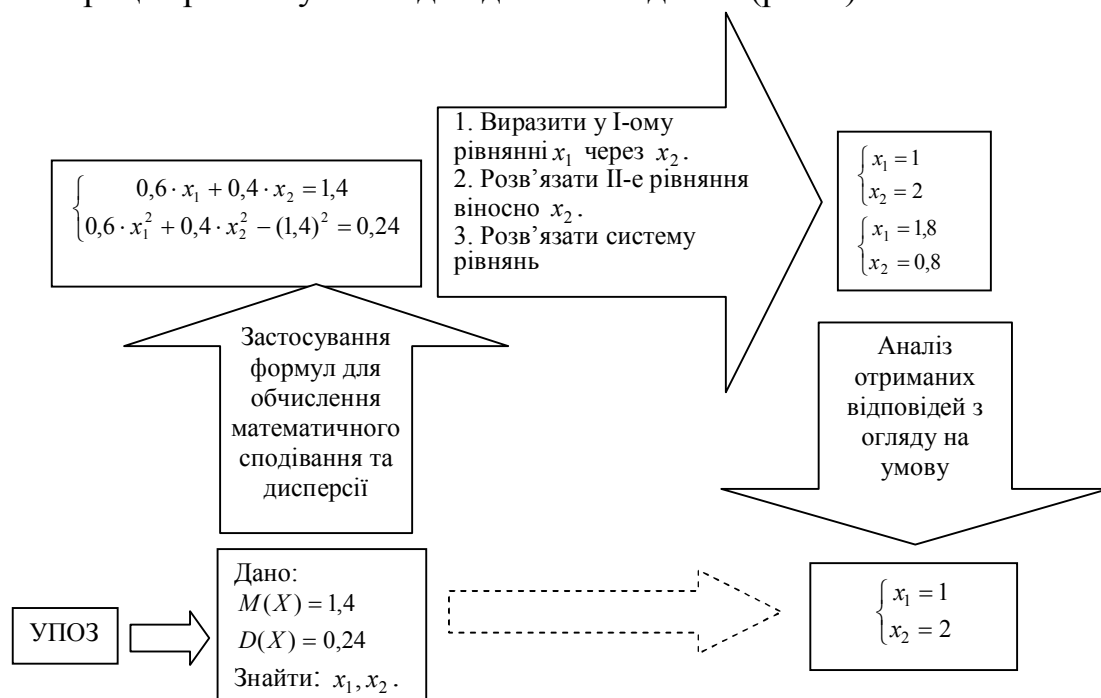 1. Виразити у І-ому
рівнянні x₁ через x₂.
2. Розв’язати ІІ-е рівняння
віносно x₂.
3. Розв’язати систему
рівнянь
{ 0,6 · x₁ + 0,4 · x₂ = 1,4
0,6 · x₁² + 0,4 · x₂² − (1,4)² = 0,24
{ x₁ = 1
x₂ = 2
{ x₁ = 1,8
x₂ = 0,8
Застосування
формул для
обчислення
математичного
сподівання та
дисперсії
Аналіз
отриманих
відповідей з
огляду на
умову
УПОЗ
Дано:
M(X) = 1,4
D(X) = 0,24
Знайти: x₁, x₂.
{ x₁ = 1
x₂ = 2